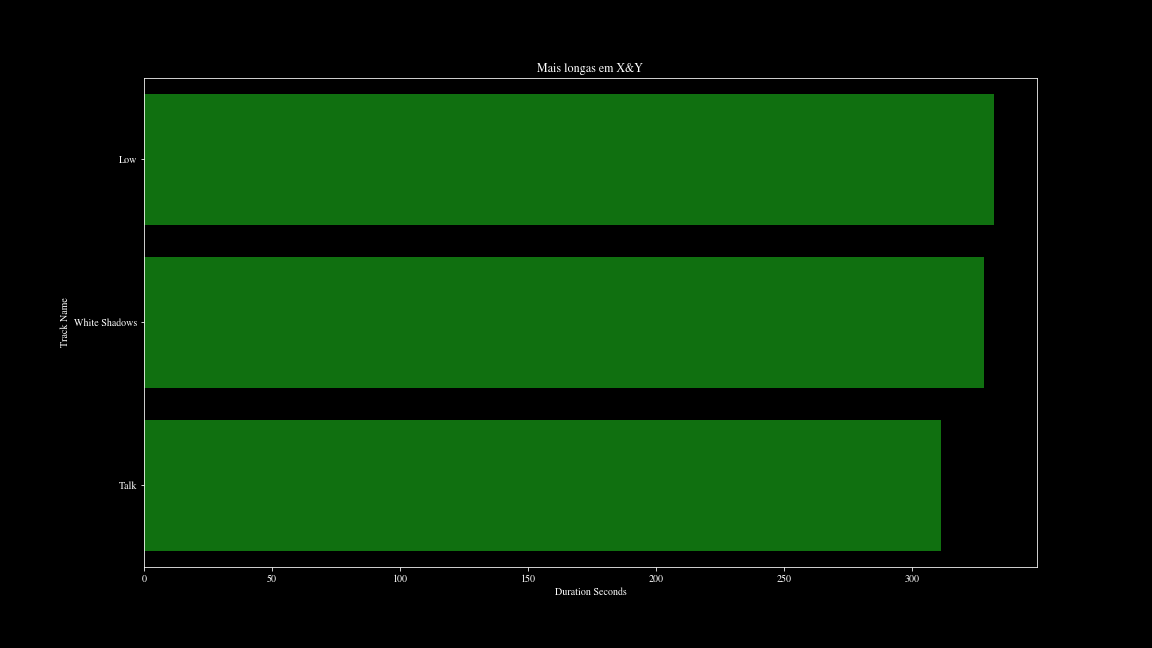 Mais longas em X&Y
Track Name
Low
White Shadows
Talk
0 50 100 150 200 250 300
Duration Seconds